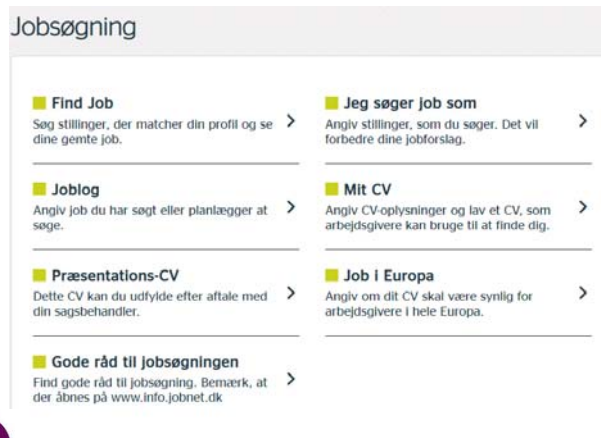 Jobsøgning
Find Job
Søg stillinger, der matcher din profil og se
dine gemte job.
Jeg søger job som
Angiv stillinger, som du søger. Det vil
forbedre dine jobforslag.
Joblog
Angiv job du har søgt eller planlægger at
søge.
Mit CV
Angiv CV-oplysninger og lav et CV, som
arbejdsgivere kan bruge til at finde dig.
Præsentations-CV
Dette CV kan du udfylde efter aftale med
din sagsbehandler.
Job i Europa
Angiv om dit CV skal være synlig for
arbejdsgivere i hele Europa.
Gode råd til jobsøgningen
Find gode råd til jobsøgning. Bemærk, at
der åbnes på www.info.jobnet.dk